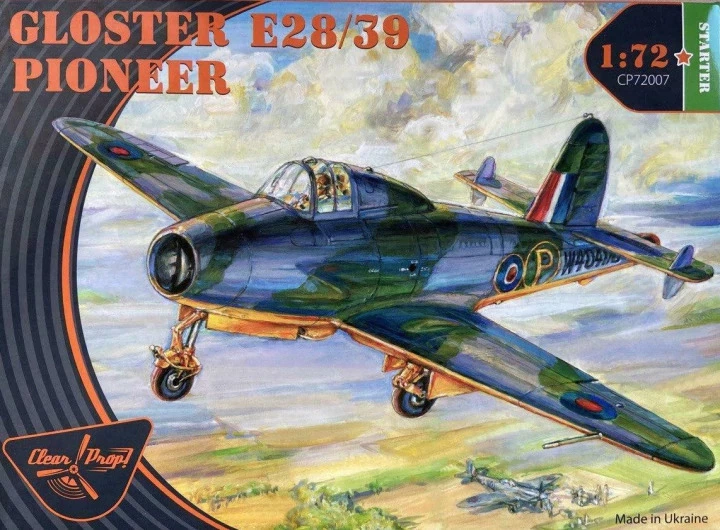 GLOSTER E28/39
PIONEER
1:72
CP72007
STARTER
P
W4041/G
Clear Prop!
Made in Ukraine